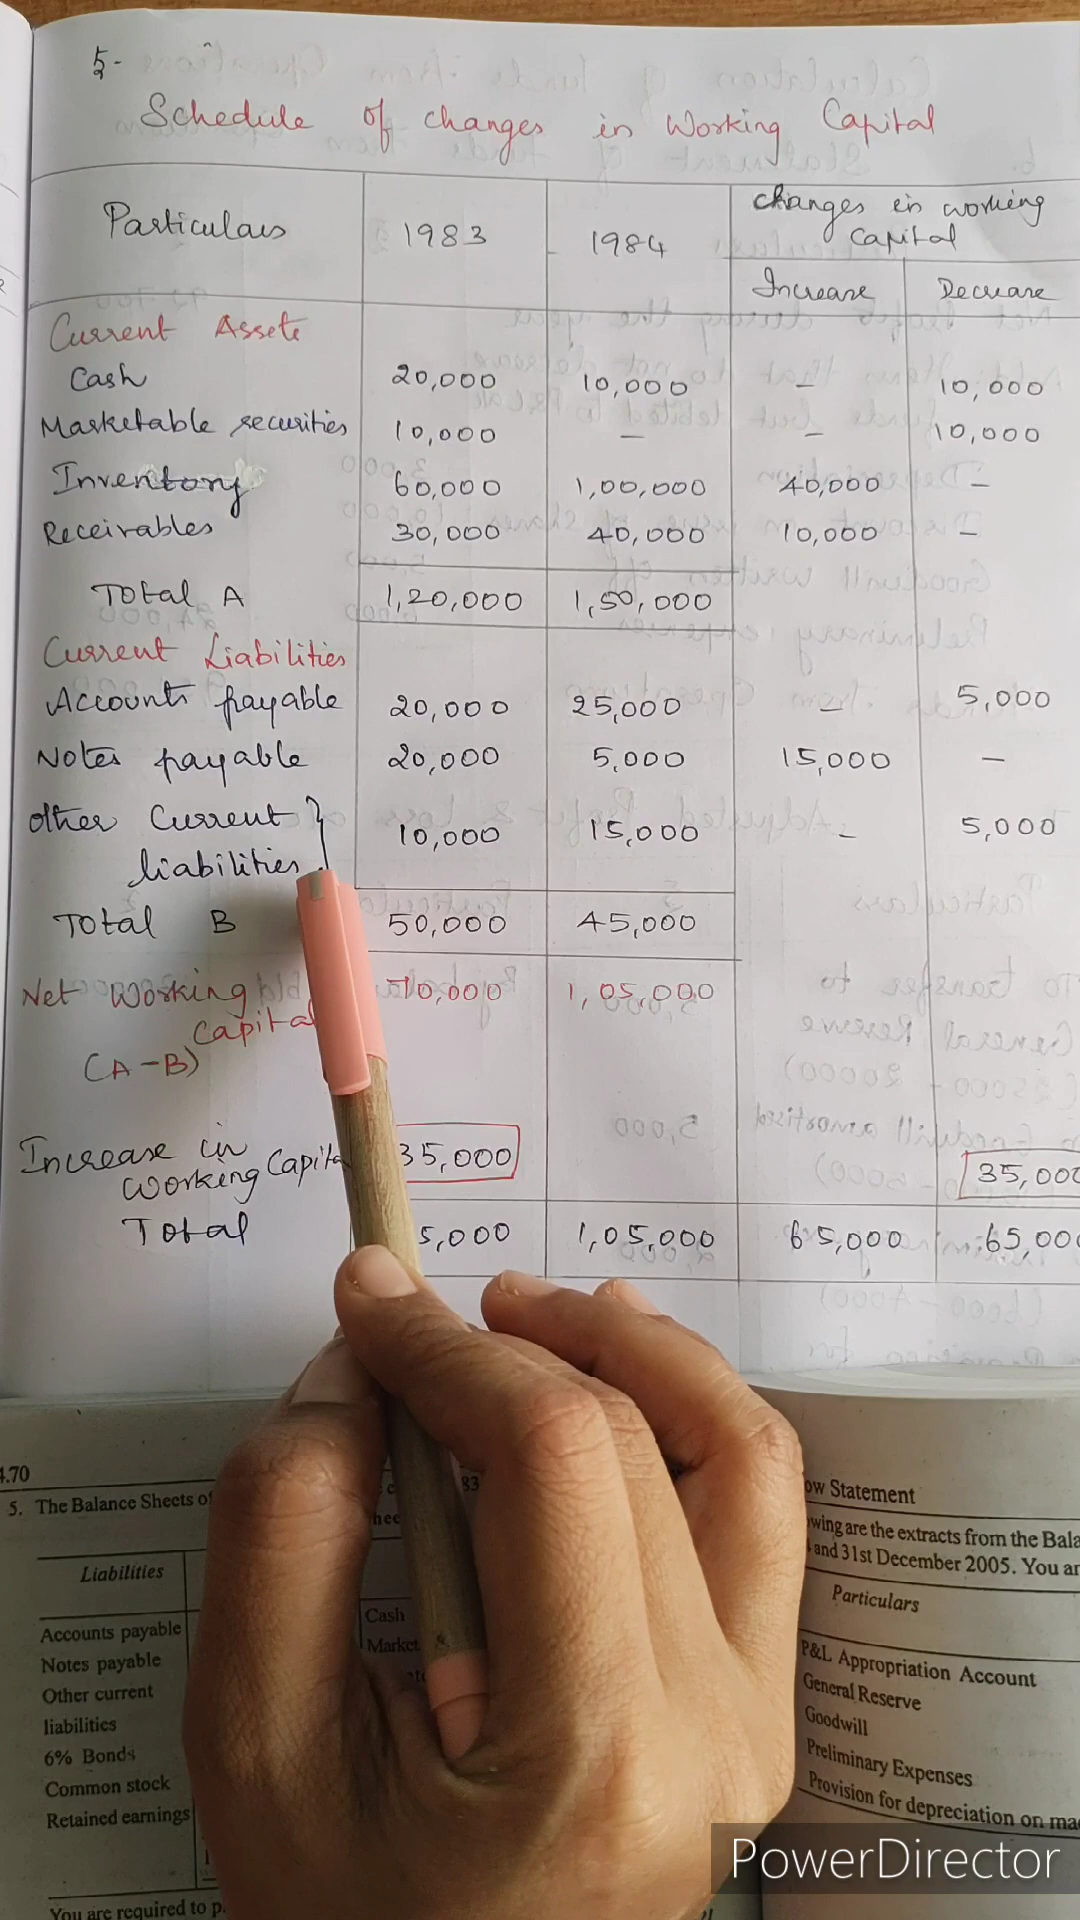 5-
Schedule of changes in Working Capital
Particulars 1983 1984 changes in working capital
Increase Decrease
Current Assets
Cash 20,000 10,000 - 10,000
Marketable securities 10,000 - - 10,000
Inventory 60,000 1,00,000 40,000 -
Receivables 30,000 40,000 10,000 -
Total A 1,20,000 1,50,000
Current Liabilities
Accounts payable 20,000 25,000 - 5,000
Notes payable 20,000 5,000 15,000 -
Other Current
liabilities 10,000 15,000 - 5,000
Total B 50,000 45,000
Net Working 70,000 1,05,000
Capital
(A-B)
Increase in
Working Capita 35,000 35,000
Total 5,000 1,05,000 65,000 65,000
4.70
5. The Balance Sheets of
83
Liabilities
Accounts payable
Notes payable
Other current
liabilities
6% Bonds
Common stock
Retained earnings
You are required to p
Cash
Market
ow Statement
wing are the extracts from the Bala
and 31st December 2005. You ar
Particulars
P&L Appropriation Account
General Reserve
Goodwill
Preliminary Expenses
Provision for depreciation on ma
PowerDirector